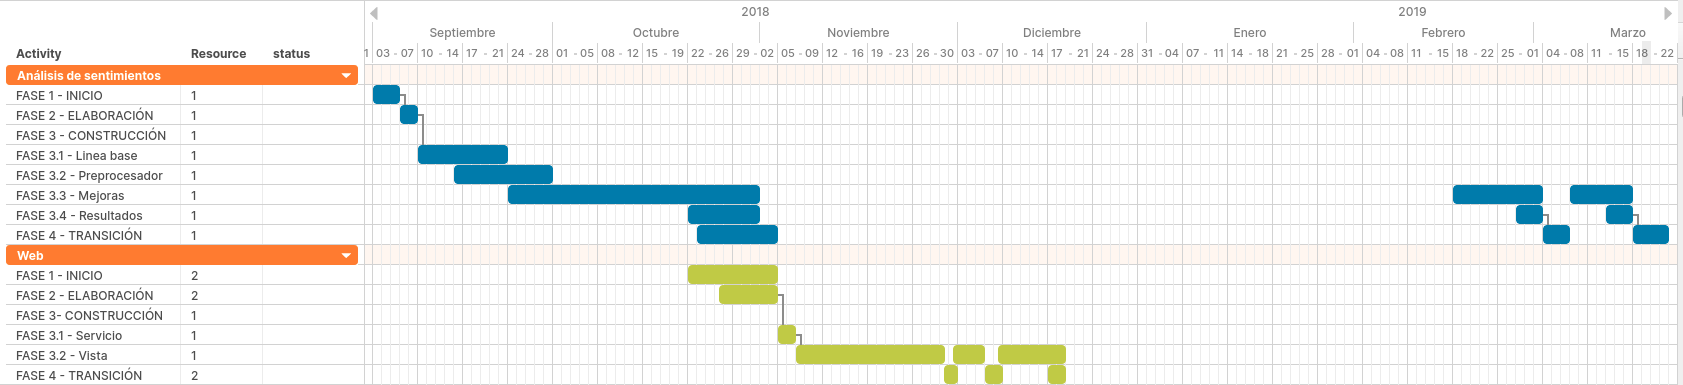 2018 2019
Septiembre Octubre Noviembre Diciembre Enero Febrero Marzo
Activity Resource status 1 03 - 07 10 - 14 17 - 21 24 - 28 01 - 05 08 - 12 15 - 19 22 - 26 29 - 02 05 - 09 12 - 16 19 - 23 26 - 30 03 - 07 10 - 14 17 - 21 24 - 28 31 - 04 07 - 11 14 - 18 21 - 25 28 - 01 04 - 08 11 - 15 18 - 22 25 - 01 04 - 08 11 - 15 18 - 22
Análisis de sentimientos
FASE 1 - INICIO 1
FASE 2 - ELABORACIÓN 1
FASE 3 - CONSTRUCCIÓN 1
FASE 3.1 - Linea base 1
FASE 3.2 - Preprocesador 1
FASE 3.3 - Mejoras 1
FASE 3.4 - Resultados 1
FASE 4 - TRANSICIÓN 1
Web
FASE 1 - INICIO 2
FASE 2 - ELABORACIÓN 2
FASE 3- CONSTRUCCIÓN 1
FASE 3.1 - Servicio 1
FASE 3.2 - Vista 1
FASE 4 - TRANSICIÓN 2